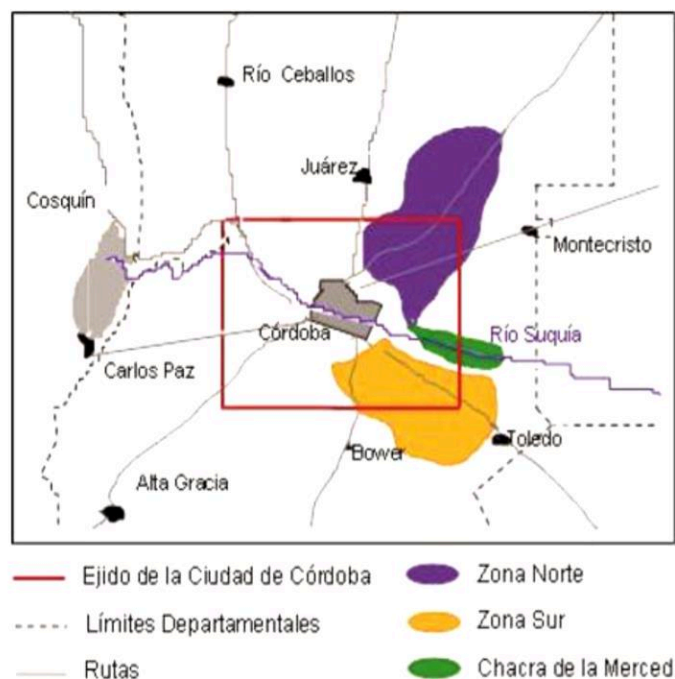 Río Ceballos
Juárez
Cosquín
Montecristo
Río Suquía
Córdoba
Carlos Paz
Toledo
Bower
Alta Gracia
Ejido de la Ciudad de Córdoba
Zona Norte
Límites Departamentales
Zona Sur
Rutas
Chacra de la Merced